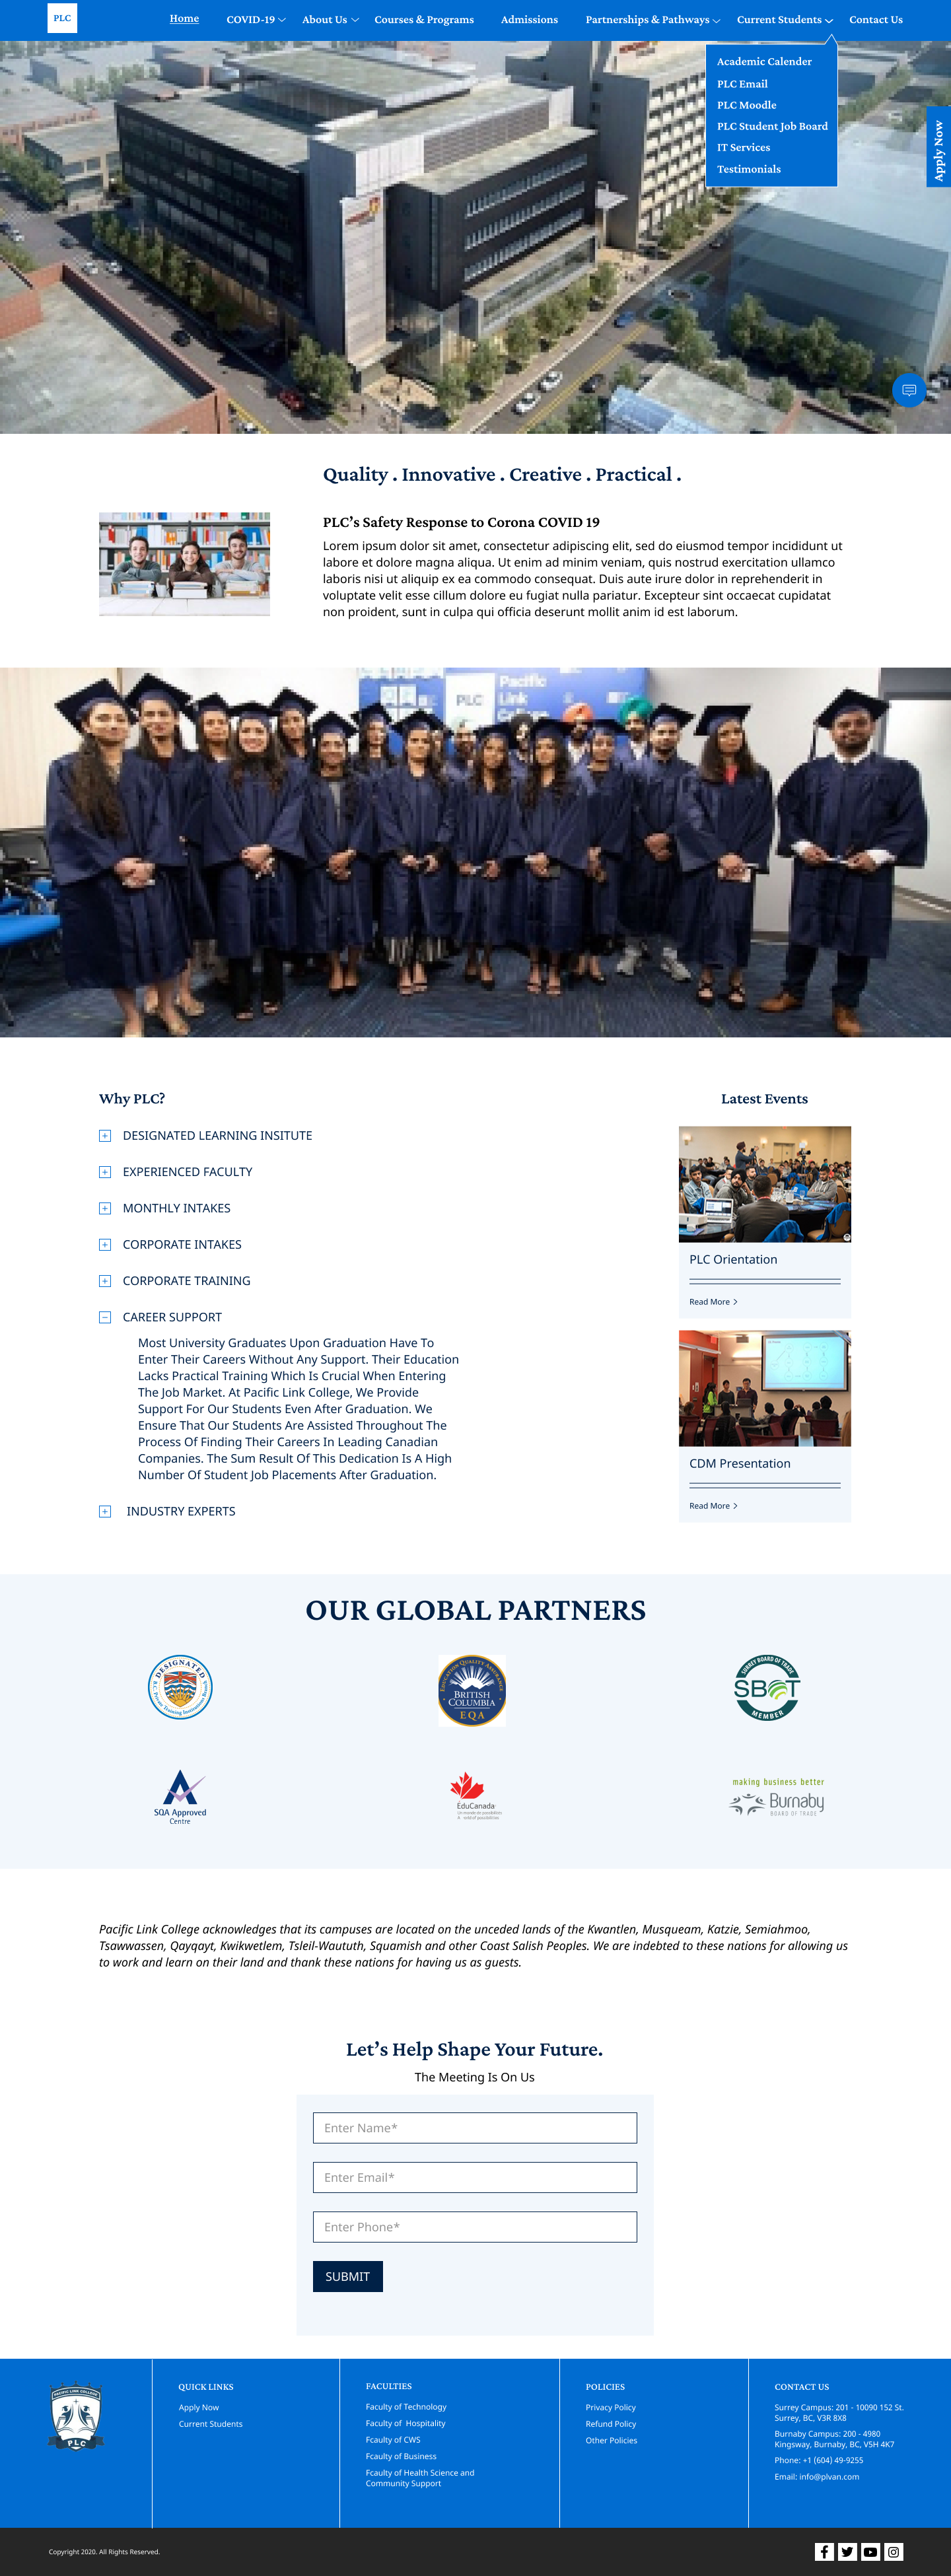 PLC
Home
COVID-19
About Us
Courses & Programs
Admissions
Partnerships & Pathways
Current Students
Contact Us
Academic Calender
PLC Email
PLC Moodle
PLC Student Job Board
IT Services
Testimonials
Apply Now
Quality . Innovative . Creative . Practical .
PLC’s Safety Response to Corona COVID 19
Lorem ipsum dolor sit amet, consectetur adipiscing elit, sed do eiusmod tempor incididunt ut
labore et dolore magna aliqua. Ut enim ad minim veniam, quis nostrud exercitation ullamco
laboris nisi ut aliquip ex ea commodo consequat. Duis aute irure dolor in reprehenderit in
voluptate velit esse cillum dolore eu fugiat nulla pariatur. Excepteur sint occaecat cupidatat
non proident, sunt in culpa qui officia deserunt mollit anim id est laborum.
PLC
Pacific
Link
Why PLC?
DESIGNATED LEARNING INSITUTE
EXPERIENCED FACULTY
MONTHLY INTAKES
CORPORATE INTAKES
CORPORATE TRAINING
CAREER SUPPORT
Most University Graduates Upon Graduation Have To
Enter Their Careers Without Any Support. Their Education
Lacks Practical Training Which Is Crucial When Entering
The Job Market. At Pacific Link College, We Provide
Support For Our Students Even After Graduation. We
Ensure That Our Students Are Assisted Throughout The
Process Of Finding Their Careers In Leading Canadian
Companies. The Sum Result Of This Dedication Is A High
Number Of Student Job Placements After Graduation.
INDUSTRY EXPERTS
Latest Events
PLC Orientation
Read More
CDM Presentation
Read More
OUR GLOBAL PARTNERS
DESIGNATED
B.C. Private Training Institutions Branch
EDUCATION QUALITY ASSURANCE
BRITISH
COLUMBIA
EQA
SURREY BOARD OF TRADE
SBOT
MEMBER
SQA Approved
Centre
ÉduCanada
making business better
Burnaby
BOARD OF TRADE
Pacific Link College acknowledges that its campuses are located on the unceded lands of the Kwantlen, Musqueam, Katzie, Semiahmoo,
Tsawwassen, Qayqayt, Kwikwetlem, Tsleil-Waututh, Squamish and other Coast Salish Peoples. We are indebted to these nations for allowing us
to work and learn on their land and thank these nations for having us as guests.
Let’s Help Shape Your Future.
The Meeting Is On Us
Enter Name*
Enter Email*
Enter Phone*
SUBMIT
PACIFIC LINK COLLEGE
PLC
QUICK LINKS
Apply Now
Current Students
FACULTIES
Faculty of Technology
Faculty of  Hospitality
Fcaulty of CWS
Fcaulty of Business
Fcaulty of Health Science and
Community Support
POLICIES
Privacy Policy
Refund Policy
Other Policies
CONTACT US
Surrey Campus: 201 - 10090 152 St.
Surrey, BC, V3R 8X8
Burnaby Campus: 200 - 4980
Kingsway, Burnaby, BC, V5H 4K7
Phone: +1 (604) 49-9255
Email: info@plvan.com
Copyright 2020. All Rights Reserved.